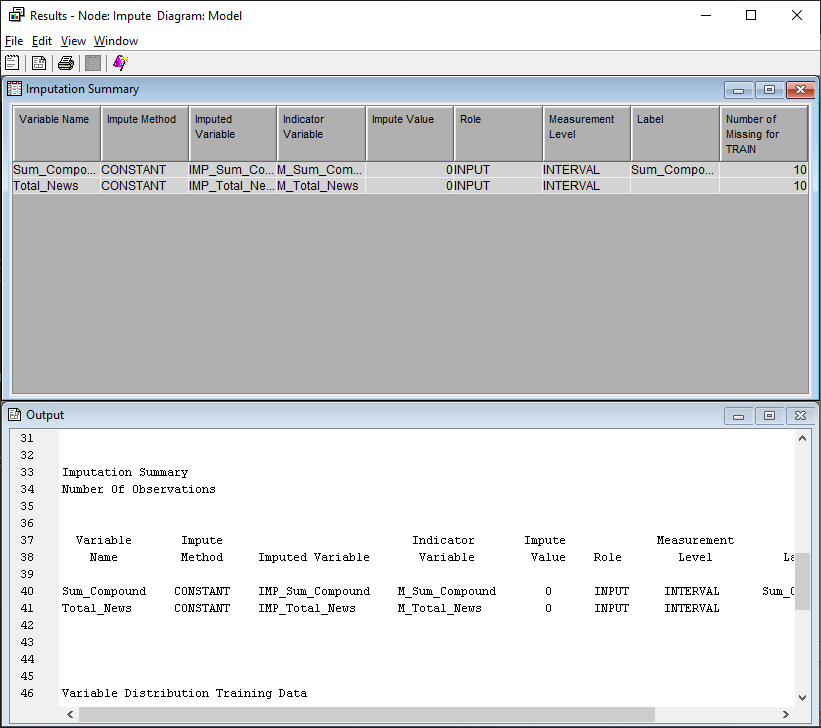 Results - Node: Impute Diagram: Model
File Edit View Window
Imputation Summary
Variable Name Impute Method Imputed Variable Indicator Variable Impute Value Role Measurement Level Label Number of Missing for TRAIN
Sum_Compo... CONSTANT IMP_Sum_Co... M_Sum_Com... 0 INPUT INTERVAL Sum_Compo... 10
Total_News CONSTANT IMP_Total_Ne... M_Total_News 0 INPUT INTERVAL 10
Output
31
32
33 Imputation Summary
34 Number Of Observations
35
36
37 Variable Impute Indicator Impute Measurement
38 Name Method Imputed Variable Variable Value Role Level La
39
40 Sum_Compound CONSTANT IMP_Sum_Compound M_Sum_Compound 0 INPUT INTERVAL Sum_C
41 Total_News CONSTANT IMP_Total_News M_Total_News 0 INPUT INTERVAL
42
43
44
45
46 Variable Distribution Training Data